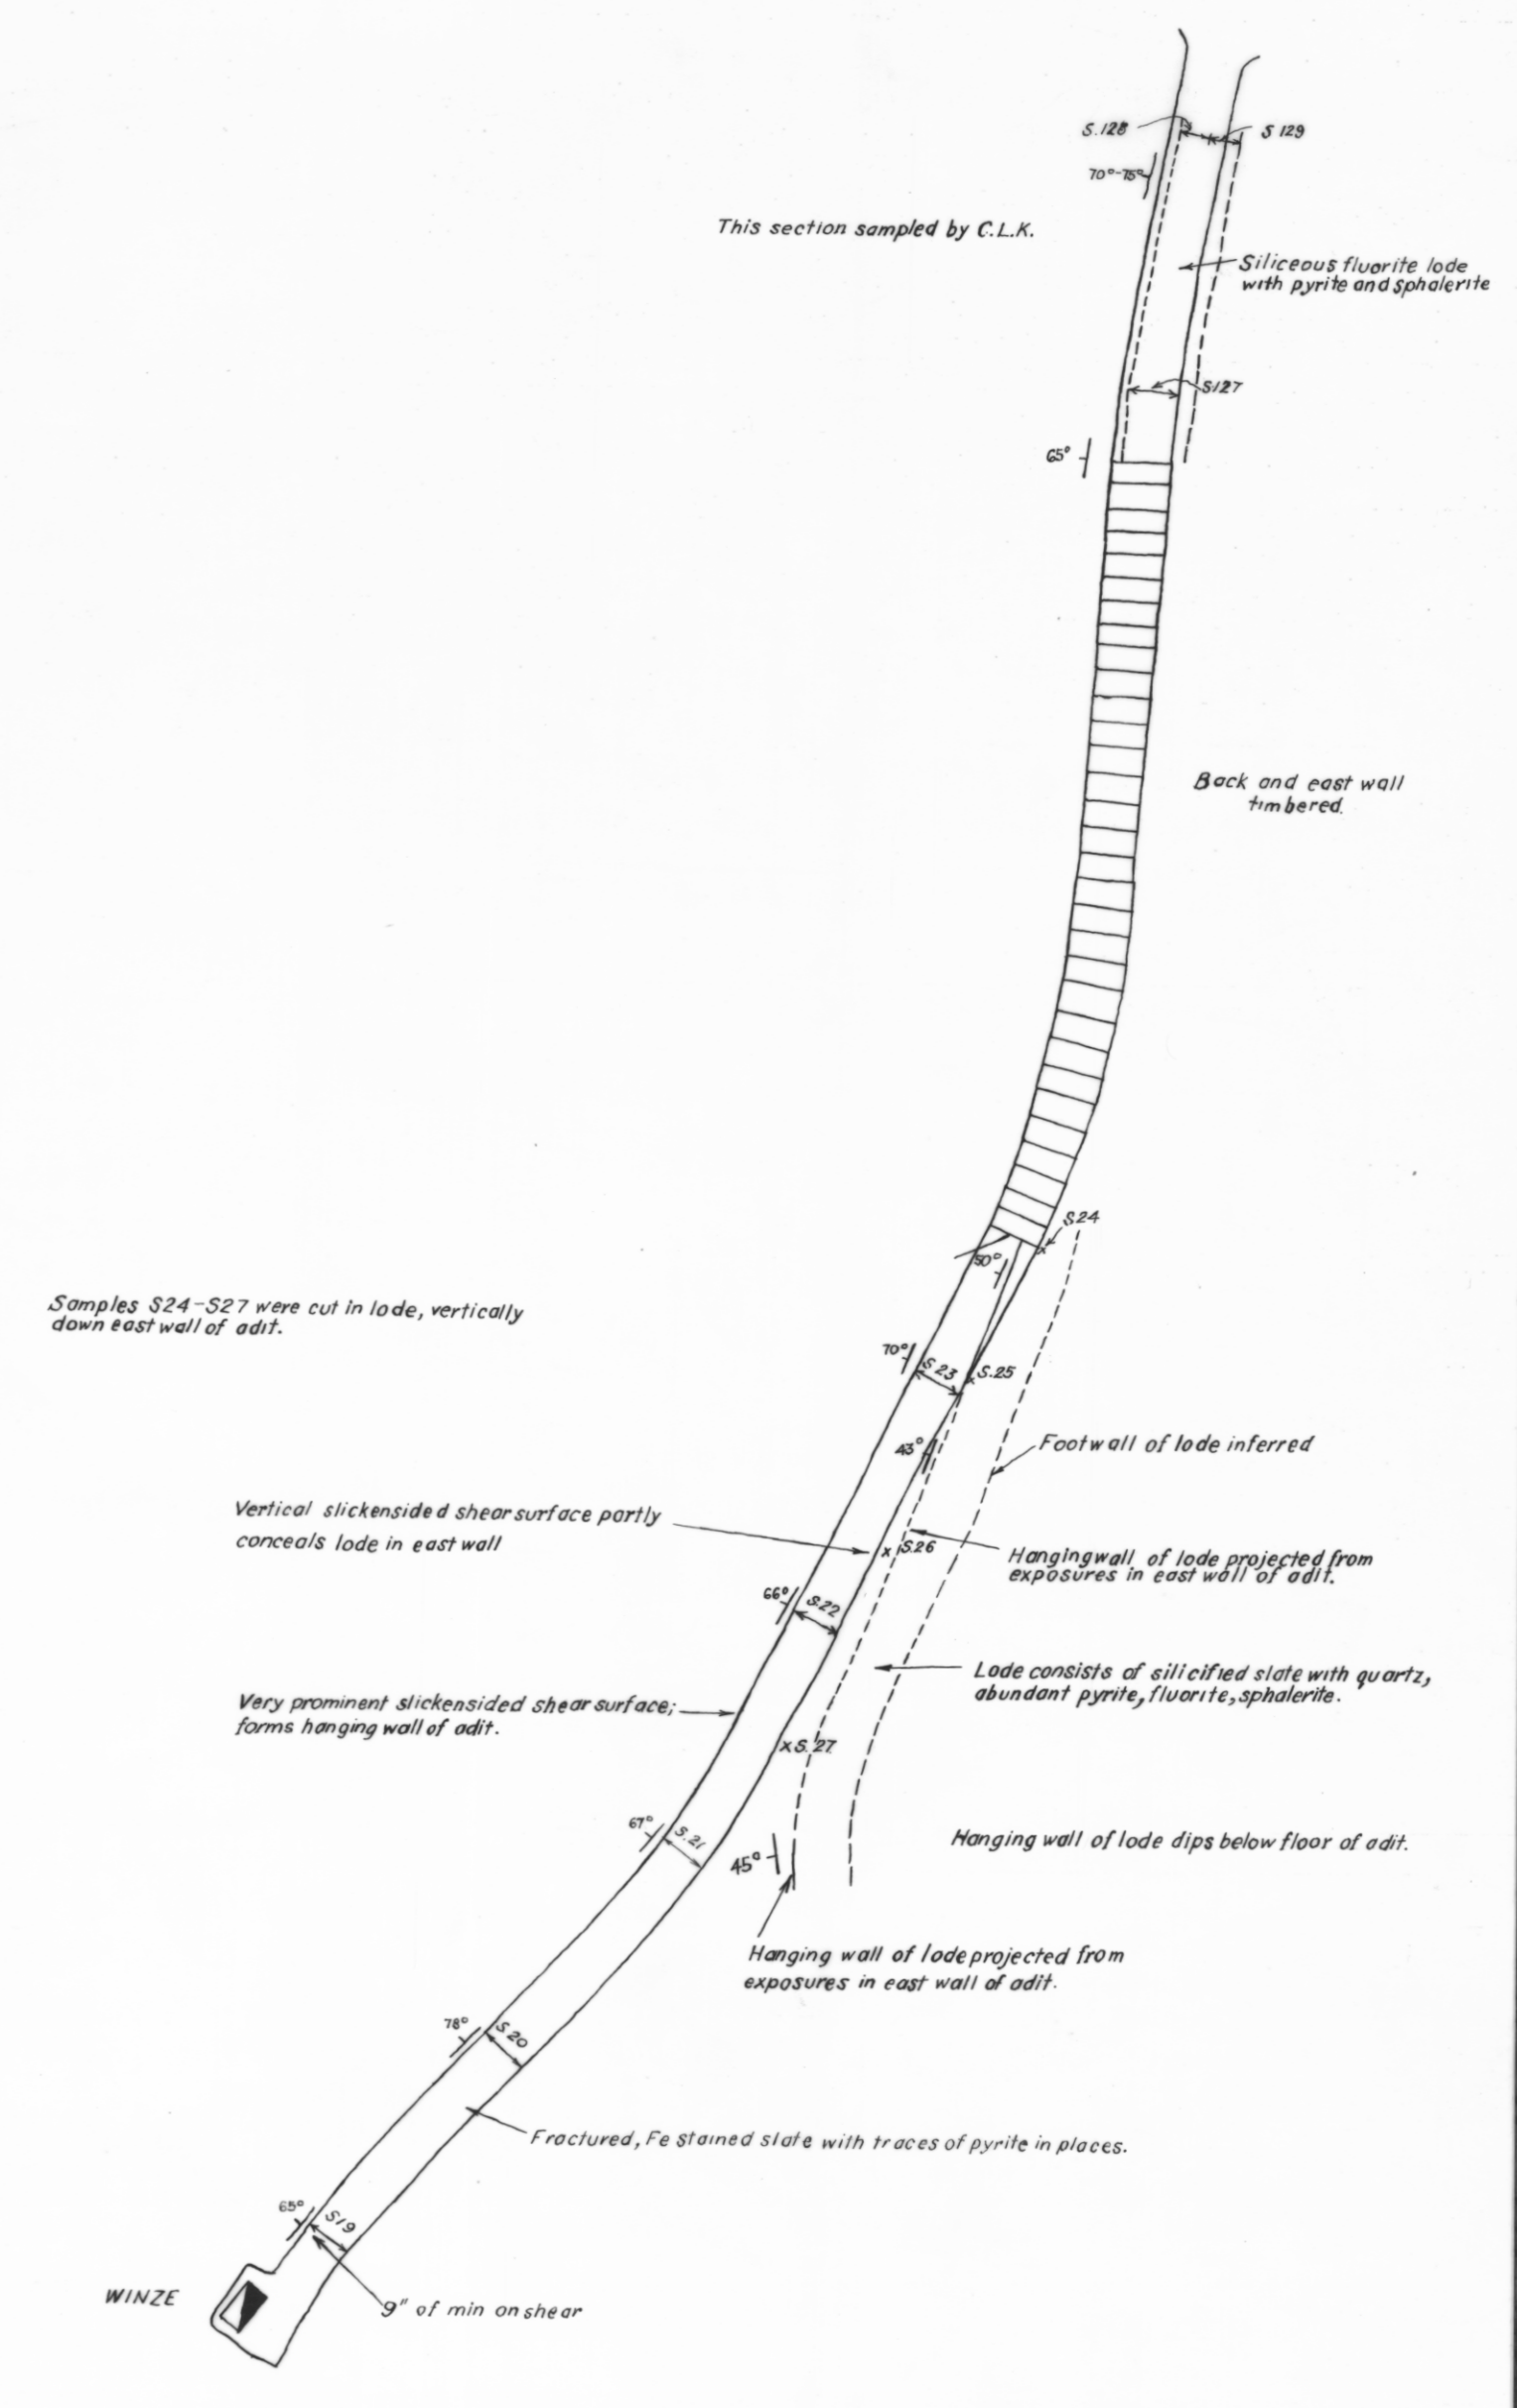 S.128
S 129
70°-75°
This section sampled by C.L.K.
Siliceous fluorite lode
with pyrite and sphalerite
S127
65°
Back and east wall
timbered.
S24
50°
Samples S24-S27 were cut in lode, vertically
down east wall of adit.
70°
S 23
S.25
43°
Footwall of lode inferred
Vertical slickensided shear surface partly
conceals lode in east wall
x S26
Hangingwall of lode projected from
exposures in east wall of adit.
66°
S.22
Lode consists of silicified slate with quartz,
abundant pyrite, fluorite, sphalerite.
Very prominent slickensided shear surface;
forms hanging wall of adit.
x S.27
67°
S.21
45°
Hanging wall of lode dips below floor of adit.
Hanging wall of lode projected from
exposures in east wall of adit.
78°
S 20
Fractured, Fe stained slate with traces of pyrite in places.
65°
S19
WINZE
9" of min on shear